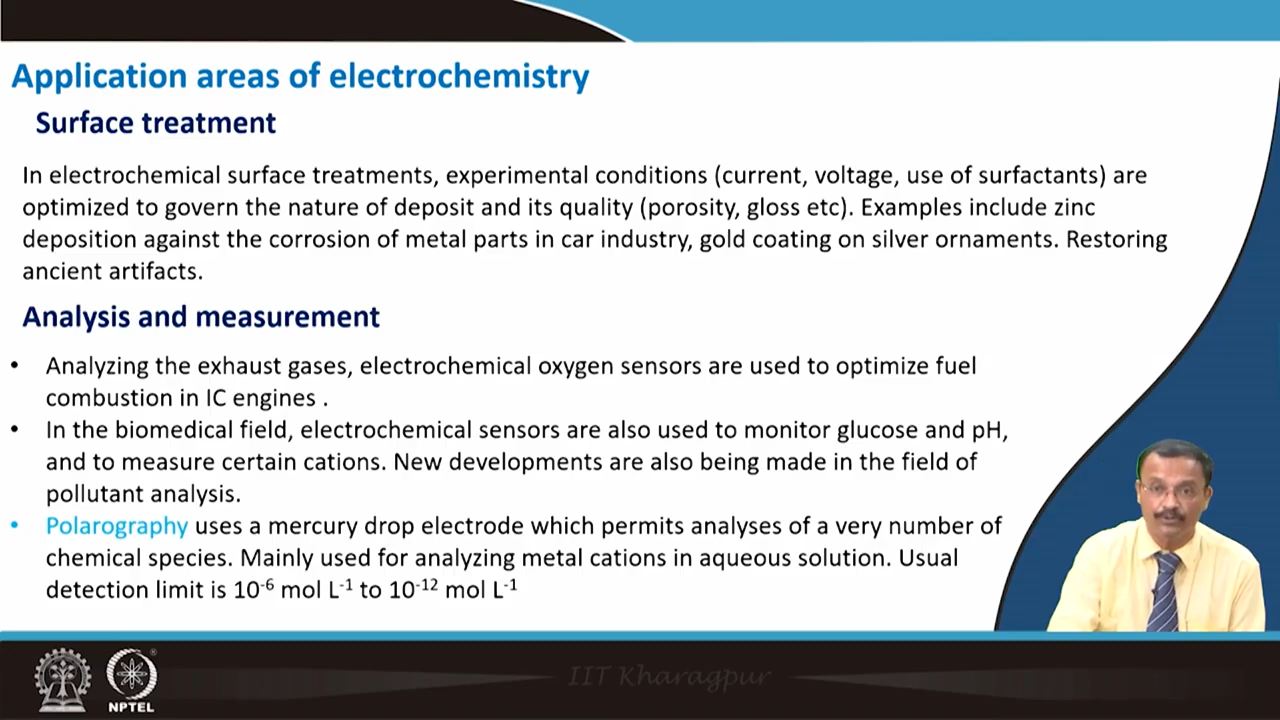 Application areas of electrochemistry
Surface treatment
In electrochemical surface treatments, experimental conditions (current, voltage, use of surfactants) are
optimized to govern the nature of deposit and its quality (porosity, gloss etc). Examples include zinc
deposition against the corrosion of metal parts in car industry, gold coating on silver ornaments. Restoring
ancient artifacts.
Analysis and measurement
• Analyzing the exhaust gases, electrochemical oxygen sensors are used to optimize fuel
combustion in IC engines .
• In the biomedical field, electrochemical sensors are also used to monitor glucose and pH,
and to measure certain cations. New developments are also being made in the field of
pollutant analysis.
• Polarography uses a mercury drop electrode which permits analyses of a very number of
chemical species. Mainly used for analyzing metal cations in aqueous solution. Usual
detection limit is 10⁻⁶ mol L⁻¹ to 10⁻¹² mol L⁻¹
IIT Kharagpur
NPTEL